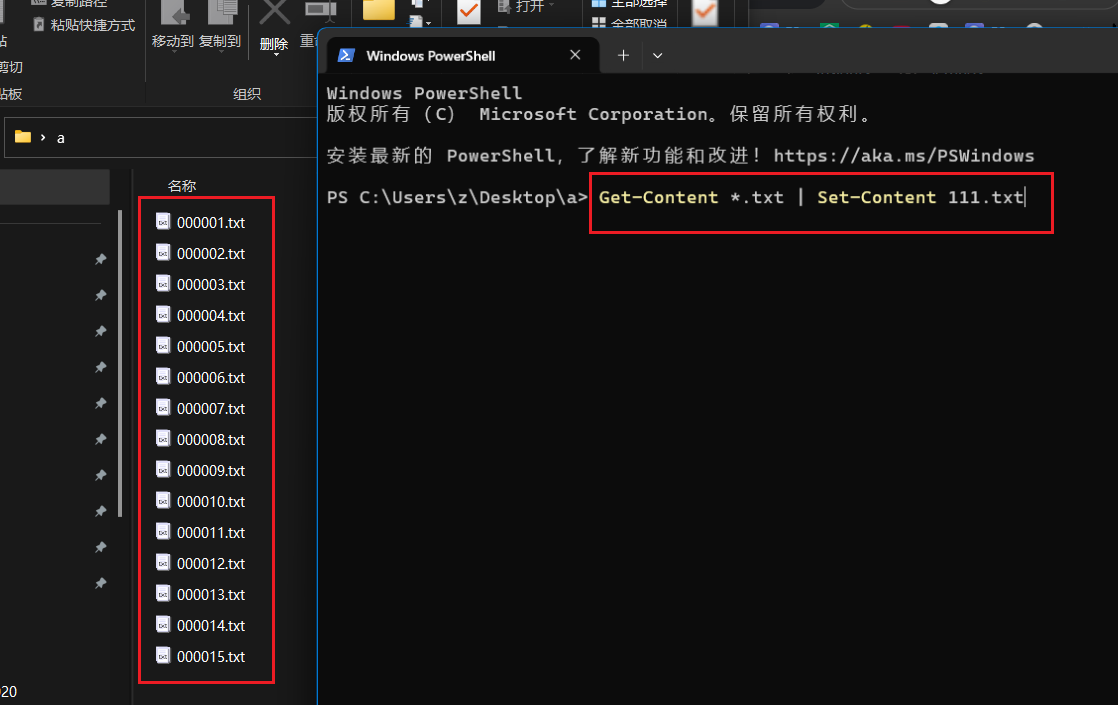 复制路径
粘贴快捷方式
剪切
移动到
复制到
删除
组织
打开
全部选择
全部取消
a
名称
000001.txt
000002.txt
000003.txt
000004.txt
000005.txt
000006.txt
000007.txt
000008.txt
000009.txt
000010.txt
000011.txt
000012.txt
000013.txt
000014.txt
000015.txt
Windows PowerShell
Windows PowerShell
版权所有 (C) Microsoft Corporation。保留所有权利。
安装最新的 PowerShell，了解新功能和改进！https://aka.ms/PSWindows
PS C:\Users\z\Desktop\a> Get-Content *.txt | Set-Content 111.txt